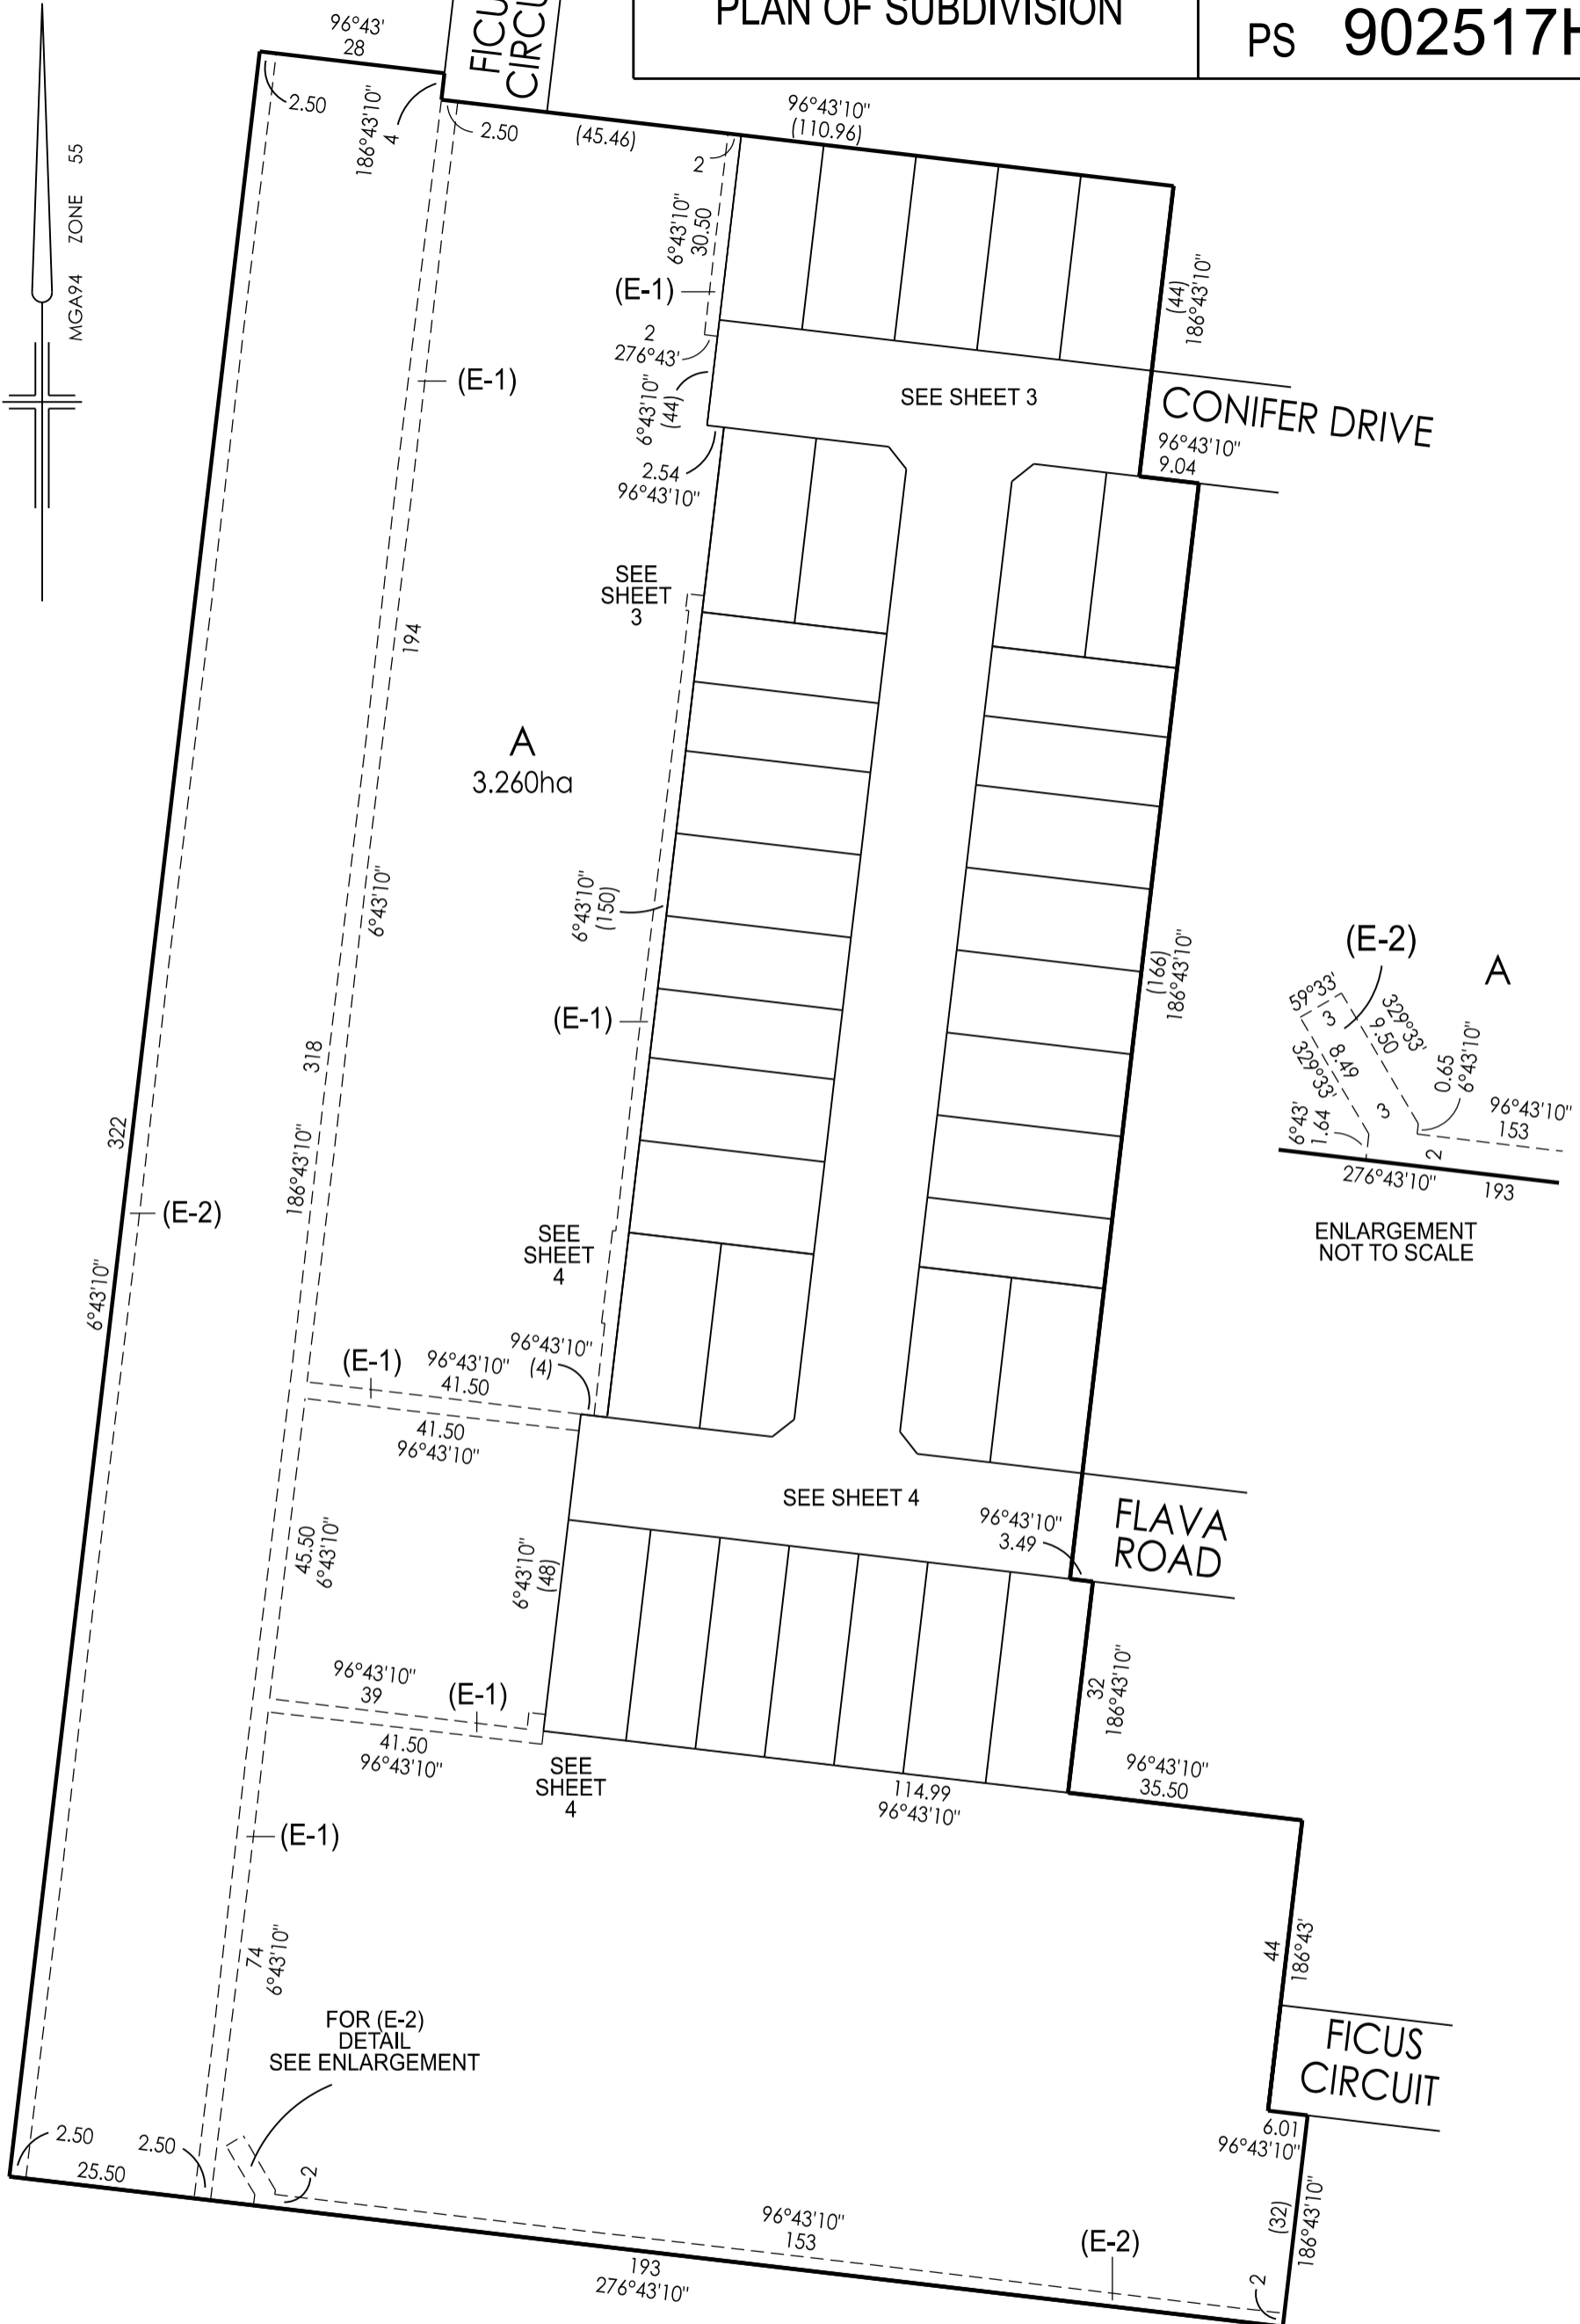 PLAN OF SUBDIVISION
PS 902517H
MGA94 ZONE 55
96°43'
28
2.50
186°43'10"
4
2.50
(45.46)
96°43'10"
(110.96)
2
6°43'10"
30.50
(E-1)
2
276°43'
6°43'10"
(44)
2.54
96°43'10"
(44)
186°43'10"
SEE SHEET 3
CONIFER DRIVE
96°43'10"
9.04
(E-1)
194
SEE
SHEET
3
A
3.260ha
6°43'10"
6°43'10"
(150)
(E-1)
318
186°43'10"
322
6°43'10"
(E-2)
(166)
186°43'10"
(E-2)
A
59°33'
3
329°33'
9.50
329°33'
8.49
3
0.65
6°43'10"
6°43'
1.64
96°43'10"
153
2
276°43'10"
193
ENLARGEMENT
NOT TO SCALE
SEE
SHEET
4
96°43'10"
(4)
(E-1)
96°43'10"
41.50
41.50
96°43'10"
SEE SHEET 4
96°43'10"
3.49
FLAVA
ROAD
45.50
6°43'10"
6°43'10"
(48)
96°43'10"
39
(E-1)
41.50
96°43'10"
SEE
SHEET
4
32
186°43'10"
96°43'10"
35.50
114.99
96°43'10"
(E-1)
74
6°43'10"
44
186°43'
FOR (E-2)
DETAIL
SEE ENLARGEMENT
FICUS
CIRCUIT
6.01
96°43'10"
2.50
25.50
2.50
2
96°43'10"
153
193
276°43'10"
(E-2)
(32)
186°43'10"
2